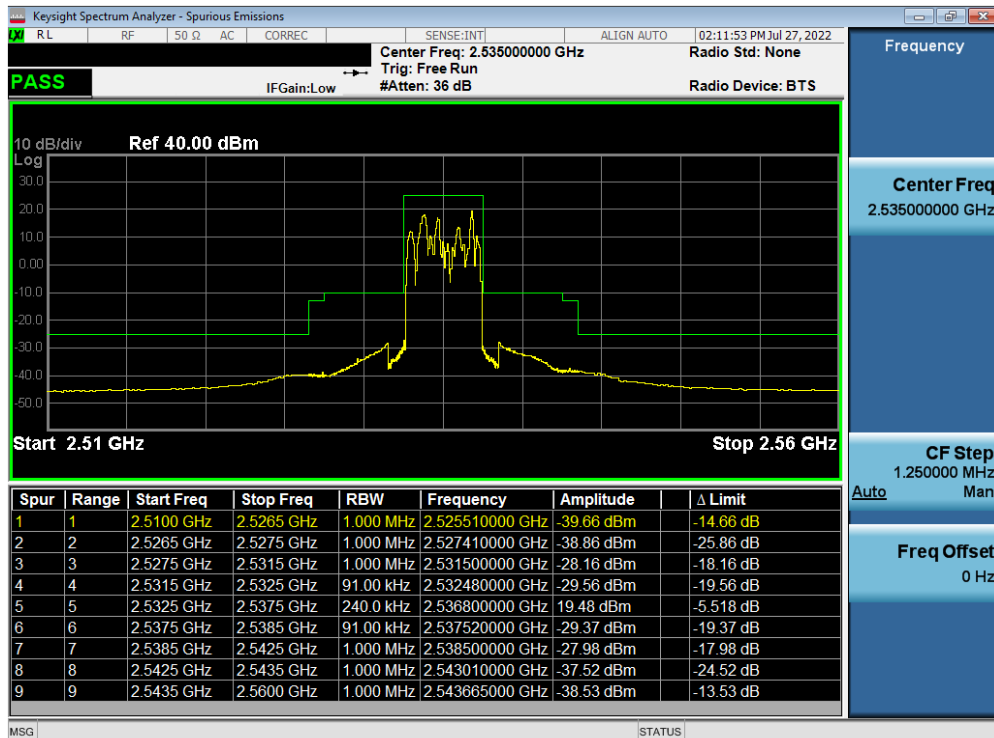 Keysight Spectrum Analyzer - Spurious Emissions
LXI RL RF 50 Ω AC CORREC SENSE:INT ALIGN AUTO 02:11:53 PM Jul 27, 2022
Center Freq: 2.535000000 GHz Radio Std: None
Trig: Free Run
PASS IFGain:Low #Atten: 36 dB Radio Device: BTS
Frequency
10 dB/div Ref 40.00 dBm
Log
30.0
20.0
10.0
0.00
-10.0
-20.0
-30.0
-40.0
-50.0
Start 2.51 GHz Stop 2.56 GHz
Center Freq
2.535000000 GHz
CF Step
1.250000 MHz
Auto Man
Freq Offset
0 Hz
Spur Range Start Freq Stop Freq RBW Frequency Amplitude Δ Limit
1 1 2.5100 GHz 2.5265 GHz 1.000 MHz 2.525510000 GHz -39.66 dBm -14.66 dB
2 2 2.5265 GHz 2.5275 GHz 1.000 MHz 2.527410000 GHz -38.86 dBm -25.86 dB
3 3 2.5275 GHz 2.5315 GHz 1.000 MHz 2.531500000 GHz -28.16 dBm -18.16 dB
4 4 2.5315 GHz 2.5325 GHz 91.00 kHz 2.532480000 GHz -29.56 dBm -19.56 dB
5 5 2.5325 GHz 2.5375 GHz 240.0 kHz 2.536800000 GHz 19.48 dBm -5.518 dB
6 6 2.5375 GHz 2.5385 GHz 91.00 kHz 2.537520000 GHz -29.37 dBm -19.37 dB
7 7 2.5385 GHz 2.5425 GHz 1.000 MHz 2.538500000 GHz -27.98 dBm -17.98 dB
8 8 2.5425 GHz 2.5435 GHz 1.000 MHz 2.543010000 GHz -37.52 dBm -24.52 dB
9 9 2.5435 GHz 2.5600 GHz 1.000 MHz 2.543665000 GHz -38.53 dBm -13.53 dB
MSG STATUS